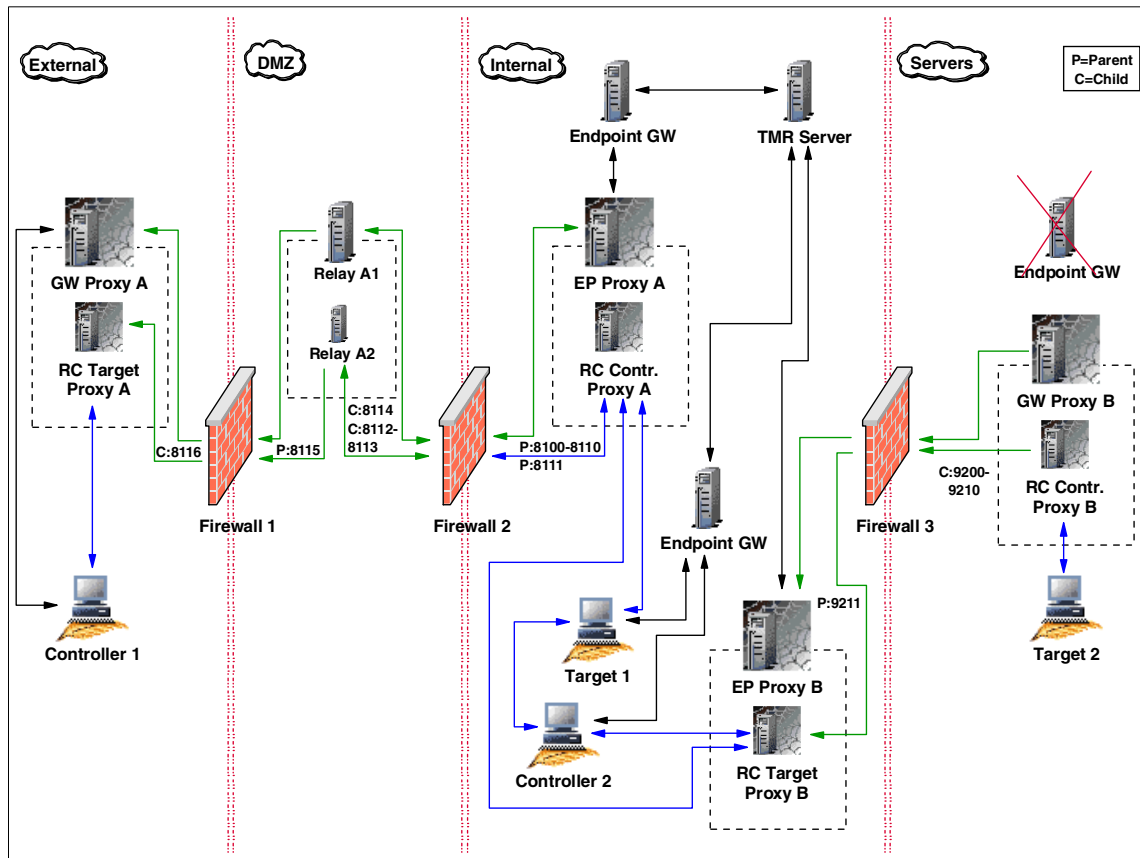 External
DMZ
Internal
Servers
P=Parent
C=Child
Endpoint GW
TMR Server
Endpoint GW
GW Proxy A
Relay A1
EP Proxy A
RC Target
Proxy A
Relay A2
RC Contr.
Proxy A
GW Proxy B
RC Contr.
Proxy B
C:8116
P:8115
C:8114
C:8112-
8113
P:8100-8110
P:8111
C:9200-
9210
Firewall 1
Firewall 2
Firewall 3
Endpoint GW
P:9211
Controller 1
Target 1
Target 2
EP Proxy B
Controller 2
RC Target
Proxy B